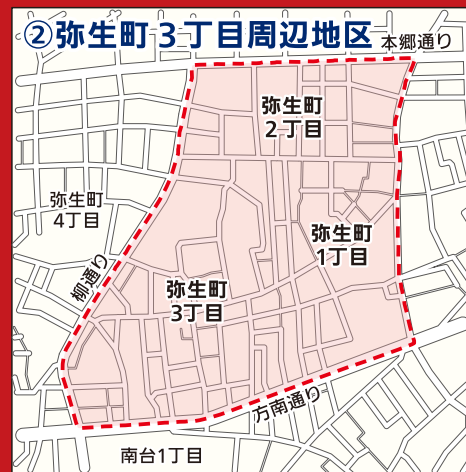 ②弥生町3丁目周辺地区
本郷通り
弥生町
2丁目
弥生町
4丁目
弥生町
1丁目
柳通り
弥生町
3丁目
方南通り
南台1丁目